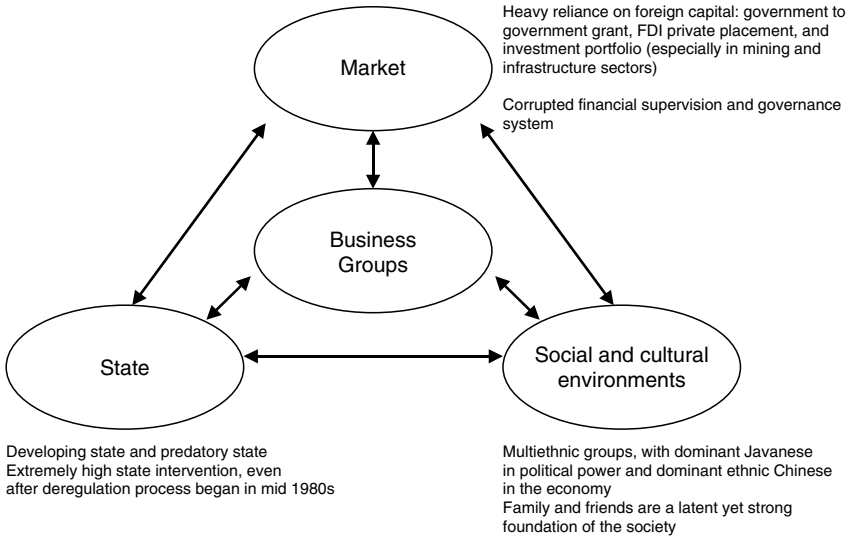 Heavy reliance on foreign capital: government to
government grant, FDI private placement, and
investment portfolio (especially in mining and
infrastructure sectors)
Corrupted financial supervision and governance
system
Market
Business
Groups
State
Social and cultural
environments
Developing state and predatory state
Extremely high state intervention, even
after deregulation process began in mid 1980s
Multiethnic groups, with dominant Javanese
in political power and dominant ethnic Chinese
in the economy
Family and friends are a latent yet strong
foundation of the society